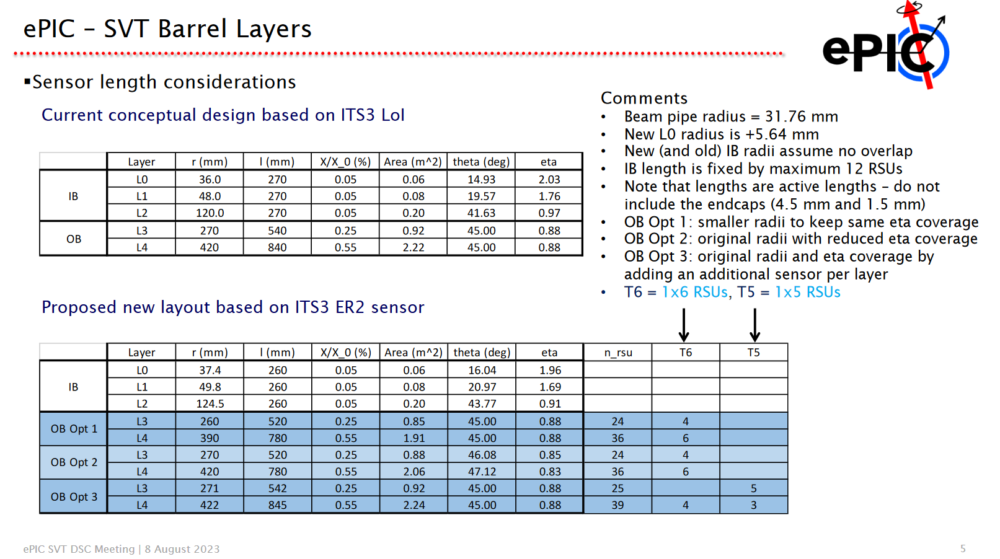 ePIC – SVT Barrel Layers
ePIC
▪Sensor length considerations
Current conceptual design based on ITS3 LoI
Layer r (mm) l (mm) X/X_0 (%) Area (m^2) theta (deg) eta
IB
L0 36.0 270 0.05 0.06 14.93 2.03
L1 48.0 270 0.05 0.08 19.57 1.76
L2 120.0 270 0.05 0.20 41.63 0.97
OB
L3 270 540 0.25 0.92 45.00 0.88
L4 420 840 0.55 2.22 45.00 0.88
Comments
• Beam pipe radius = 31.76 mm
• New L0 radius is +5.64 mm
• New (and old) IB radii assume no overlap
• IB length is fixed by maximum 12 RSUs
• Note that lengths are active lengths – do not
include the endcaps (4.5 mm and 1.5 mm)
• OB Opt 1: smaller radii to keep same eta coverage
• OB Opt 2: original radii with reduced eta coverage
• OB Opt 3: original radii and eta coverage by
adding an additional sensor per layer
• T6 = 1x6 RSUs, T5 = 1x5 RSUs
Proposed new layout based on ITS3 ER2 sensor
Layer r (mm) l (mm) X/X_0 (%) Area (m^2) theta (deg) eta n_rsu T6 T5
IB
L0 37.4 260 0.05 0.06 16.04 1.96
L1 49.8 260 0.05 0.08 20.97 1.69
L2 124.5 260 0.05 0.20 43.77 0.91
OB Opt 1
L3 260 520 0.25 0.85 45.00 0.88 24 4
L4 390 780 0.55 1.91 45.00 0.88 36 6
OB Opt 2
L3 270 520 0.25 0.88 46.08 0.85 24 4
L4 420 780 0.55 2.06 47.12 0.83 36 6
OB Opt 3
L3 271 542 0.25 0.92 45.00 0.88 25 5
L4 422 845 0.55 2.24 45.00 0.88 39 4 3
ePIC SVT DSC Meeting | 8 August 2023
5